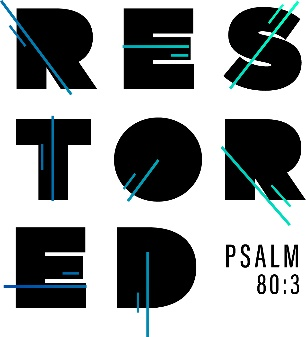 RES
TOR
ED
PSALM
80:3